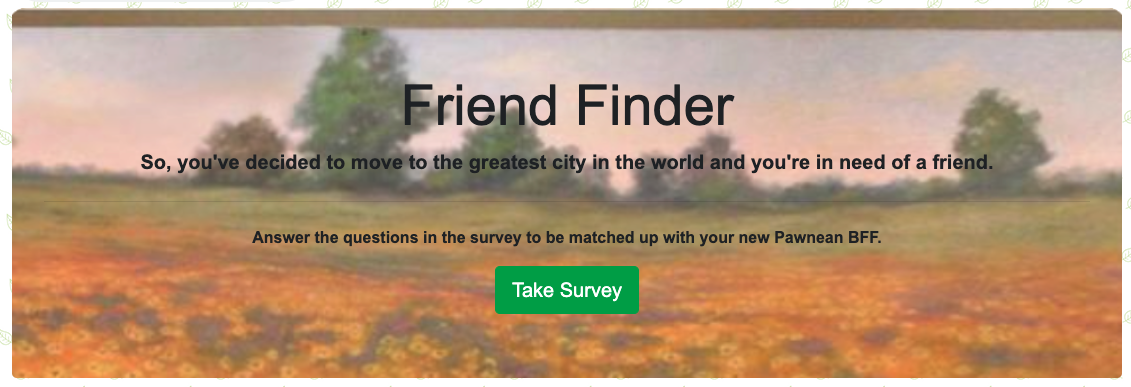 Friend Finder
So, you've decided to move to the greatest city in the world and you're in need of a friend.
Answer the questions in the survey to be matched up with your new Pawnean BFF.
Take Survey